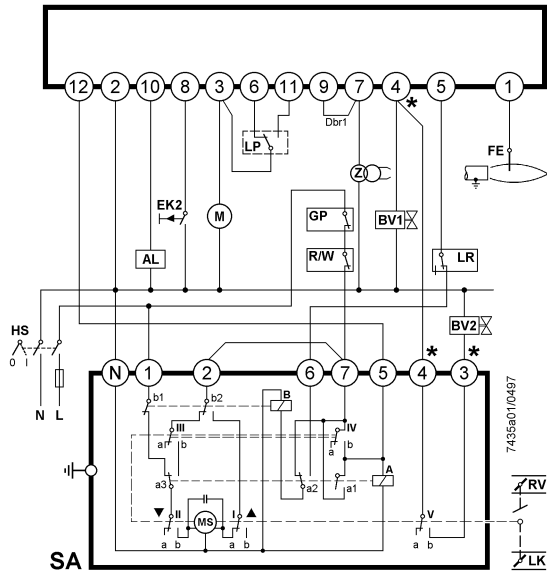 12 2 10 8 3 6 11 9 7 4 5 1
*
Dbr1
LP
FE
Z
EK2
M
GP
BV1
AL
R/W
LR
HS
0 I
BV2
N L
* *
N 1 2 6 7 5 4 3
b1 b2 B
III IV
a b a b
A
a3 a2 a1
II MS I V
a b a b a b
SA
7435a01/0497
RV
LK